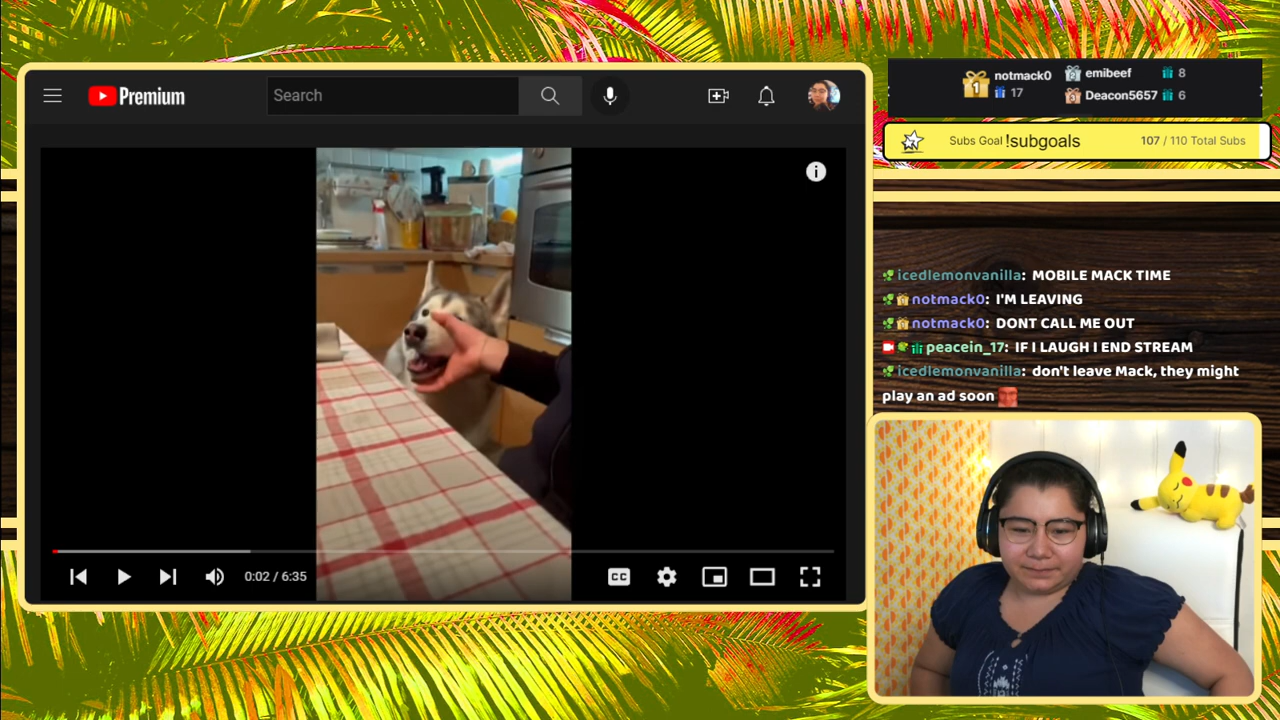 Premium
Search
0:02 / 6:35
CC
notmack0
17
emibeef 8
Deacon5657 6
Subs Goal !subgoals 107 / 110 Total Subs
icedlemonvanilla: MOBILE MACK TIME
notmack0: I'M LEAVING
notmack0: DONT CALL ME OUT
peacein_17: IF I LAUGH I END STREAM
icedlemonvanilla: don't leave Mack, they might
play an ad soon